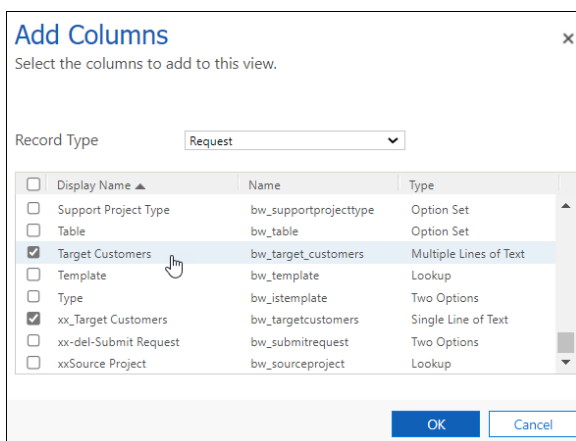 Add Columns
Select the columns to add to this view.
Record Type Request
Display Name Name Type
Support Project Type bw_supportprojecttype Option Set
Table bw_table Option Set
Target Customers bw_target_customers Multiple Lines of Text
Template bw_template Lookup
Type bw_istemplate Two Options
xx_Target Customers bw_targetcustomers Single Line of Text
xx-del-Submit Request bw_submitrequest Two Options
xxSource Project bw_sourceproject Lookup
OK Cancel